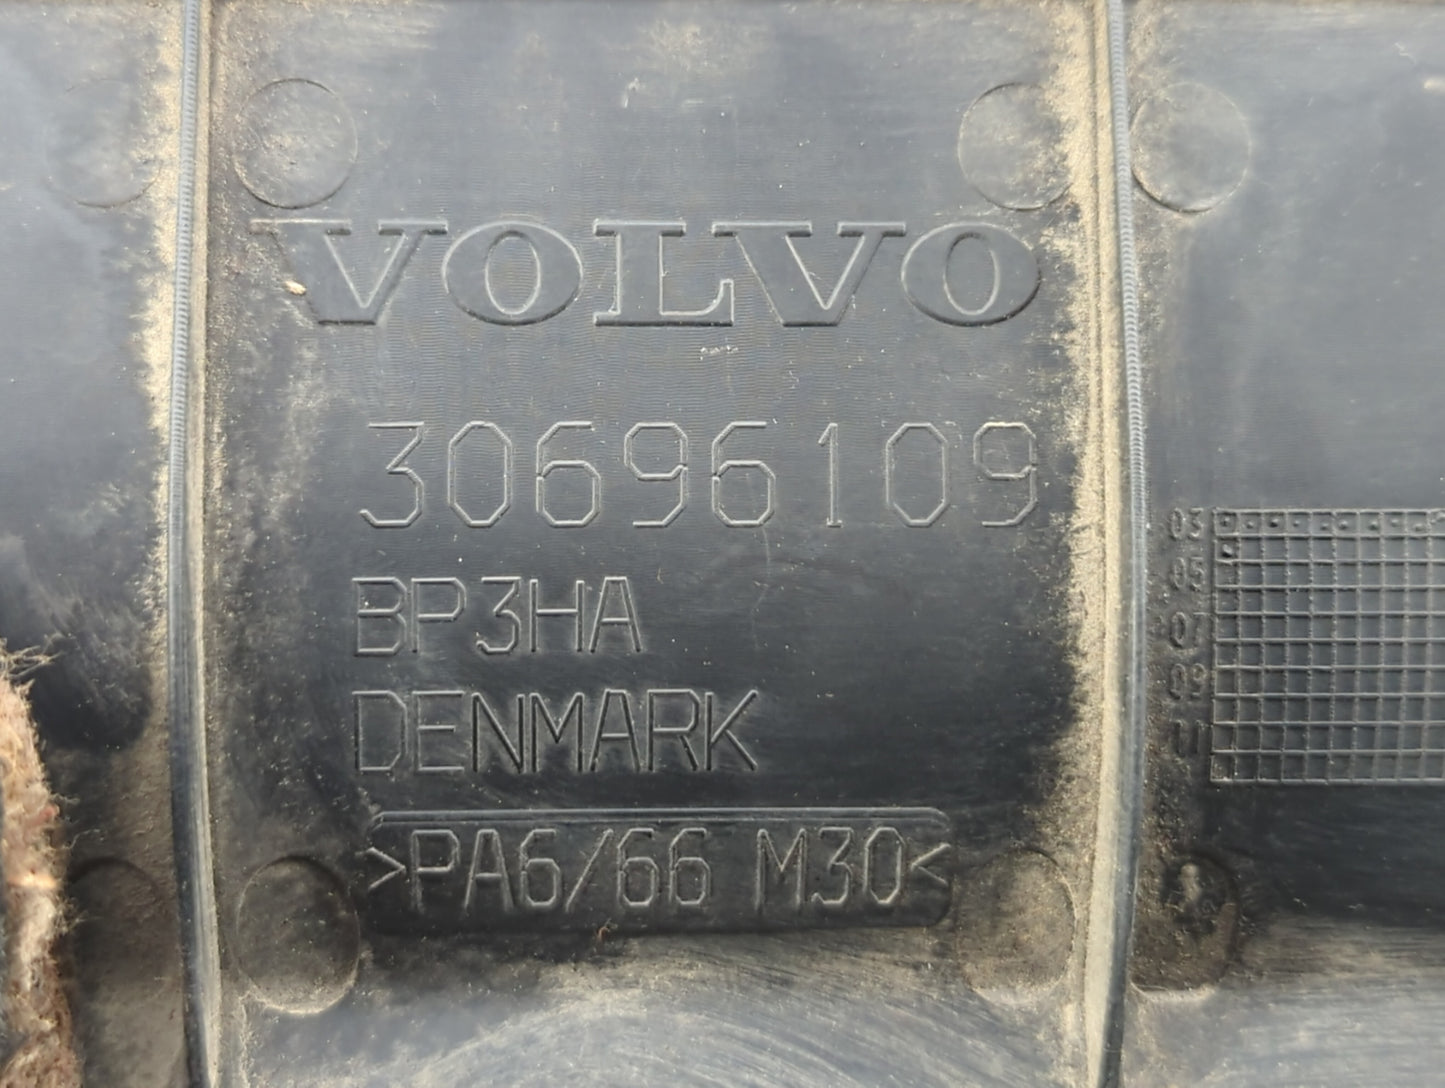 VOLVO
30696109
BP3HA
DENMARK
>PA6/66 M30<
03
05
07
09
11